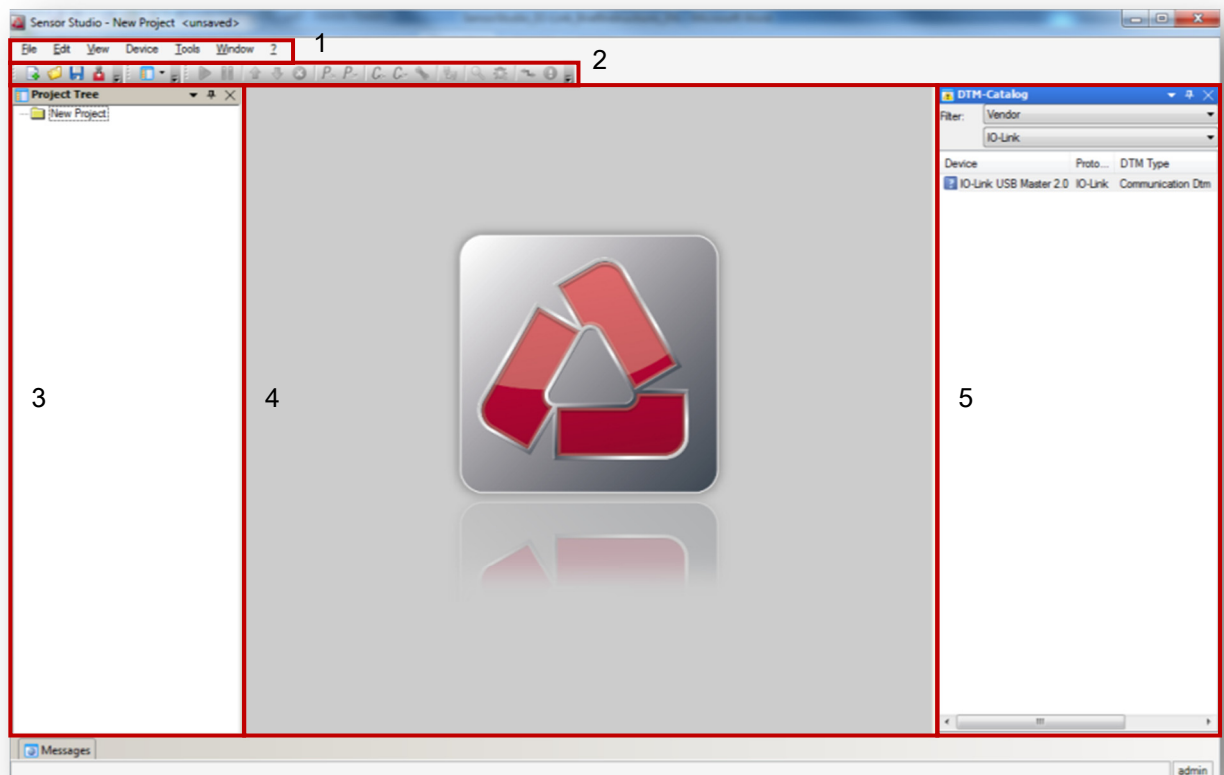 Sensor Studio - New Project <unsaved>
File Edit View Device Tools Window ?
1
2
Project Tree
New Project
3
4
DTM-Catalog
Filter: Vendor
IO-Link
Device Proto... DTM Type
IO-Link USB Master 2.0 IO-Link Communication Dtm
5
Messages
admin